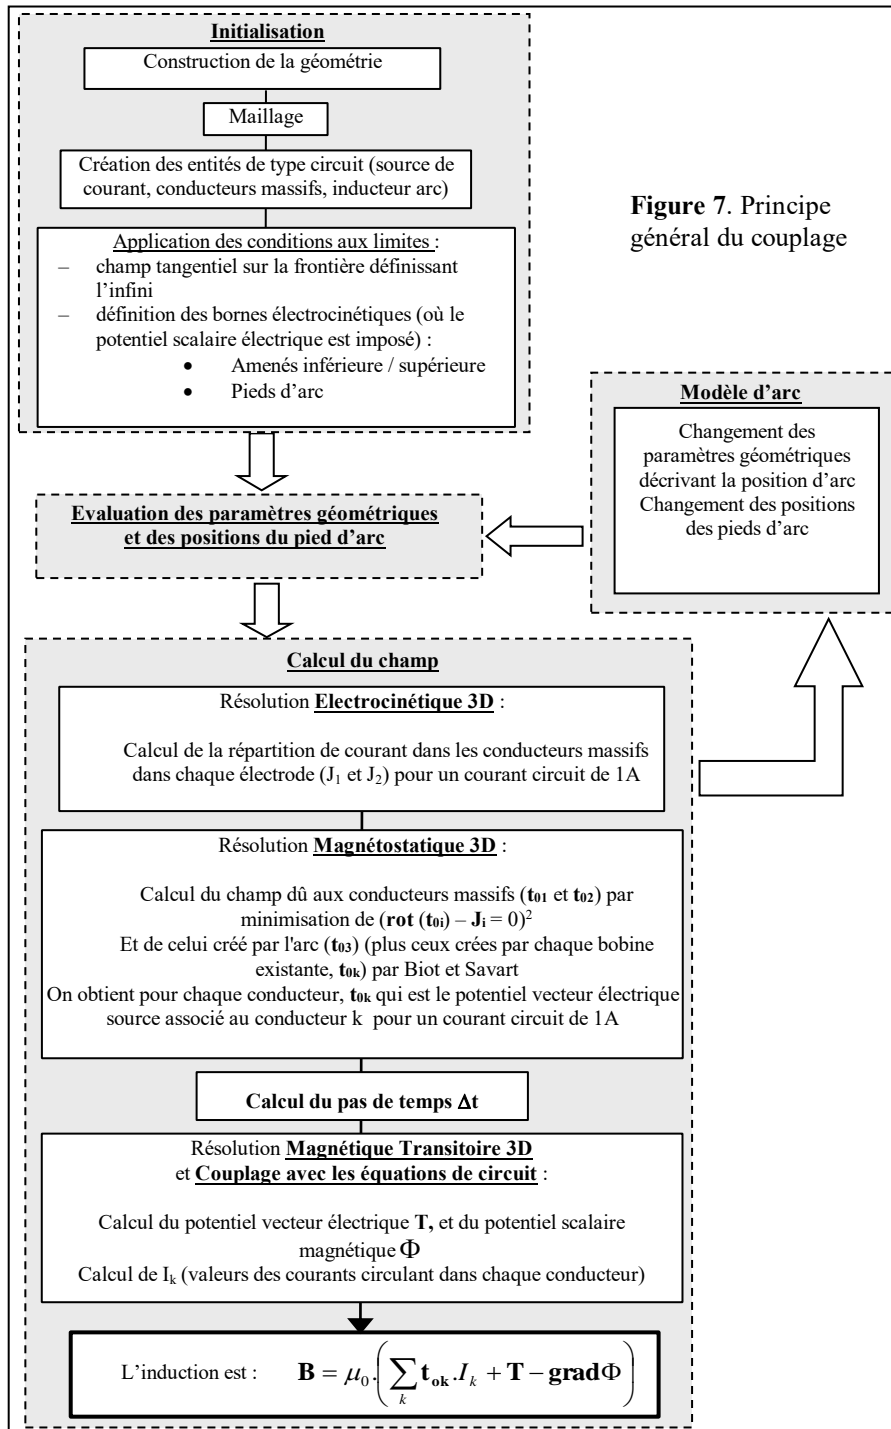 Initialisation
Construction de la géométrie
Maillage
Création des entités de type circuit (source de
courant, conducteurs massifs, inducteur arc)
Application des conditions aux limites :
– champ tangentiel sur la frontière définissant
l’infini
– définition des bornes électrocinétiques (où le
potentiel scalaire électrique est imposé) :
• Amenés inférieure / supérieure
• Pieds d’arc
Figure 7. Principe
général du couplage
Modèle d’arc
Changement des
paramètres géométriques
décrivant la position d’arc
Changement des positions
des pieds d’arc
Evaluation des paramètres géométriques
et des positions du pied d’arc
Calcul du champ
Résolution Electrocinétique 3D :
Calcul de la répartition de courant dans les conducteurs massifs
dans chaque électrode (J₁ et J₂) pour un courant circuit de 1A
Résolution Magnétostatique 3D :
Calcul du champ dû aux conducteurs massifs (t₀₁ et t₀₂) par
minimisation de (rot (t₀ᵢ) – Jᵢ = 0)²
Et de celui créé par l'arc (t₀₃) (plus ceux crées par chaque bobine
existante, t₀ₖ) par Biot et Savart
On obtient pour chaque conducteur, t₀ₖ qui est le potentiel vecteur électrique
source associé au conducteur k pour un courant circuit de 1A
Calcul du pas de temps Δt
Résolution Magnétique Transitoire 3D
et Couplage avec les équations de circuit :
Calcul du potentiel vecteur électrique T, et du potentiel scalaire
magnétique Φ
Calcul de Iₖ (valeurs des courants circulant dans chaque conducteur)
L’induction est : B = μ₀.(∑ₖ tₒₖ.Iₖ + T − gradΦ)